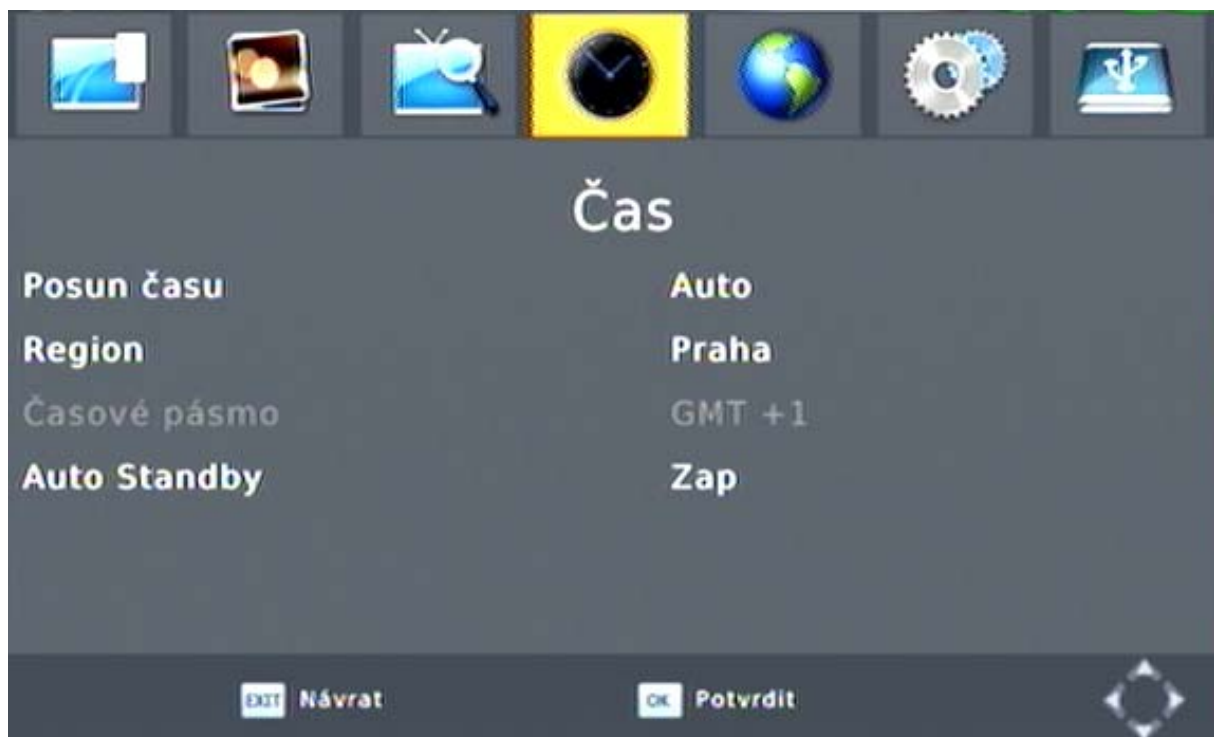 Čas
Posun času Auto
Region Praha
Časové pásmo GMT +1
Auto Standby Zap
EXIT Návrat OK Potvrdit